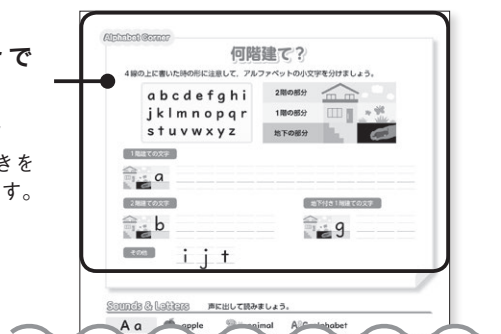 で
きを
す。
Alphabet Corner
何階建て？
4線の上に書いた時の形に注意して、アルファベットの小文字を分けましょう。
a b c d e f g h i
j k l m n o p q r
s t u v w x y z
2階の部分
1階の部分
地下の部分
1階建ての文字
a
2階建ての文字
地下付き1階建ての文字
b
g
その他
i j t
Sounds & Letters 声に出して読みましょう。
A a apple animal alphabet